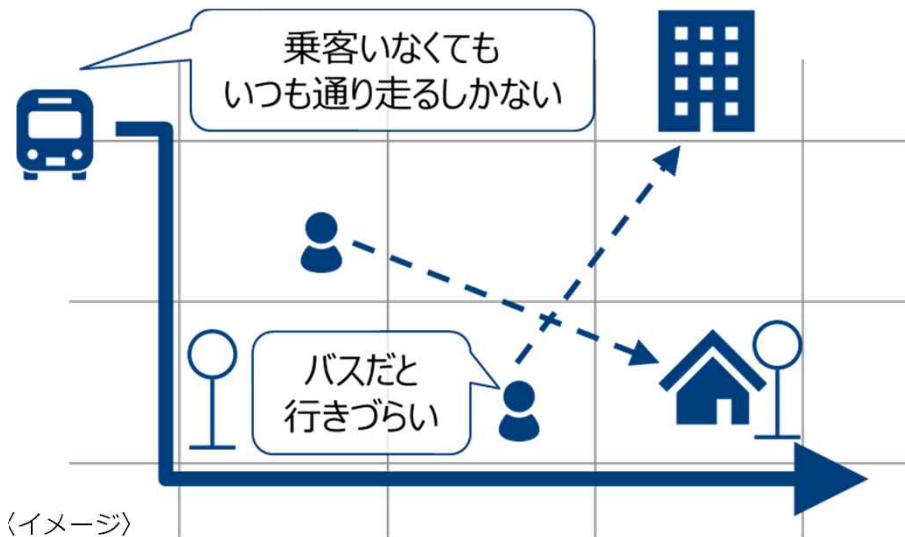 乗客いなくても
いつも通り走るしかない
バスだと
行きづらい
〈イメージ〉